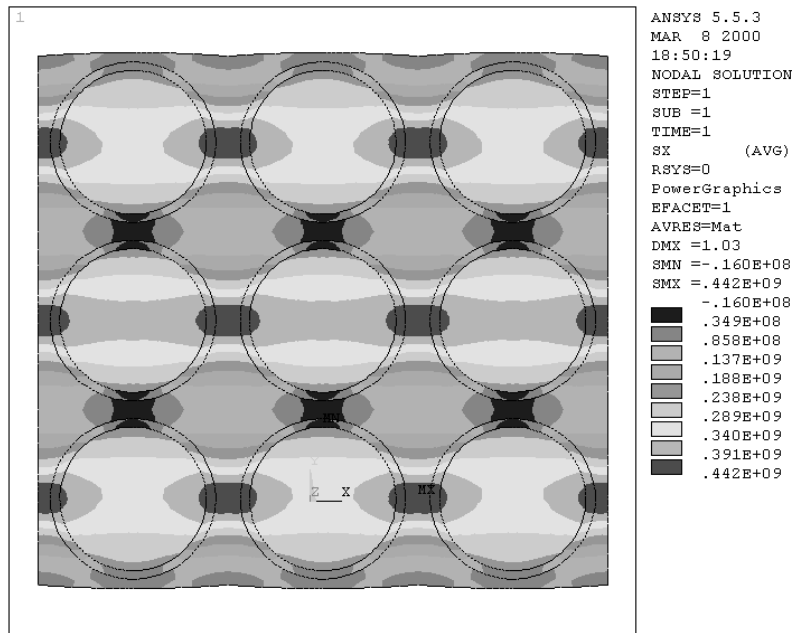 1
ANSYS 5.5.3
MAR 8 2000
18:50:19
NODAL SOLUTION
STEP=1
SUB =1
TIME=1
SX (AVG)
RSYS=0
PowerGraphics
EFACET=1
AVRES=Mat
DMX =1.03
SMN =-.160E+08
SMX =.442E+09
-.160E+08
.349E+08
.858E+08
.137E+09
.188E+09
.238E+09
.289E+09
.340E+09
.391E+09
.442E+09
MN
Y
Z X
MX